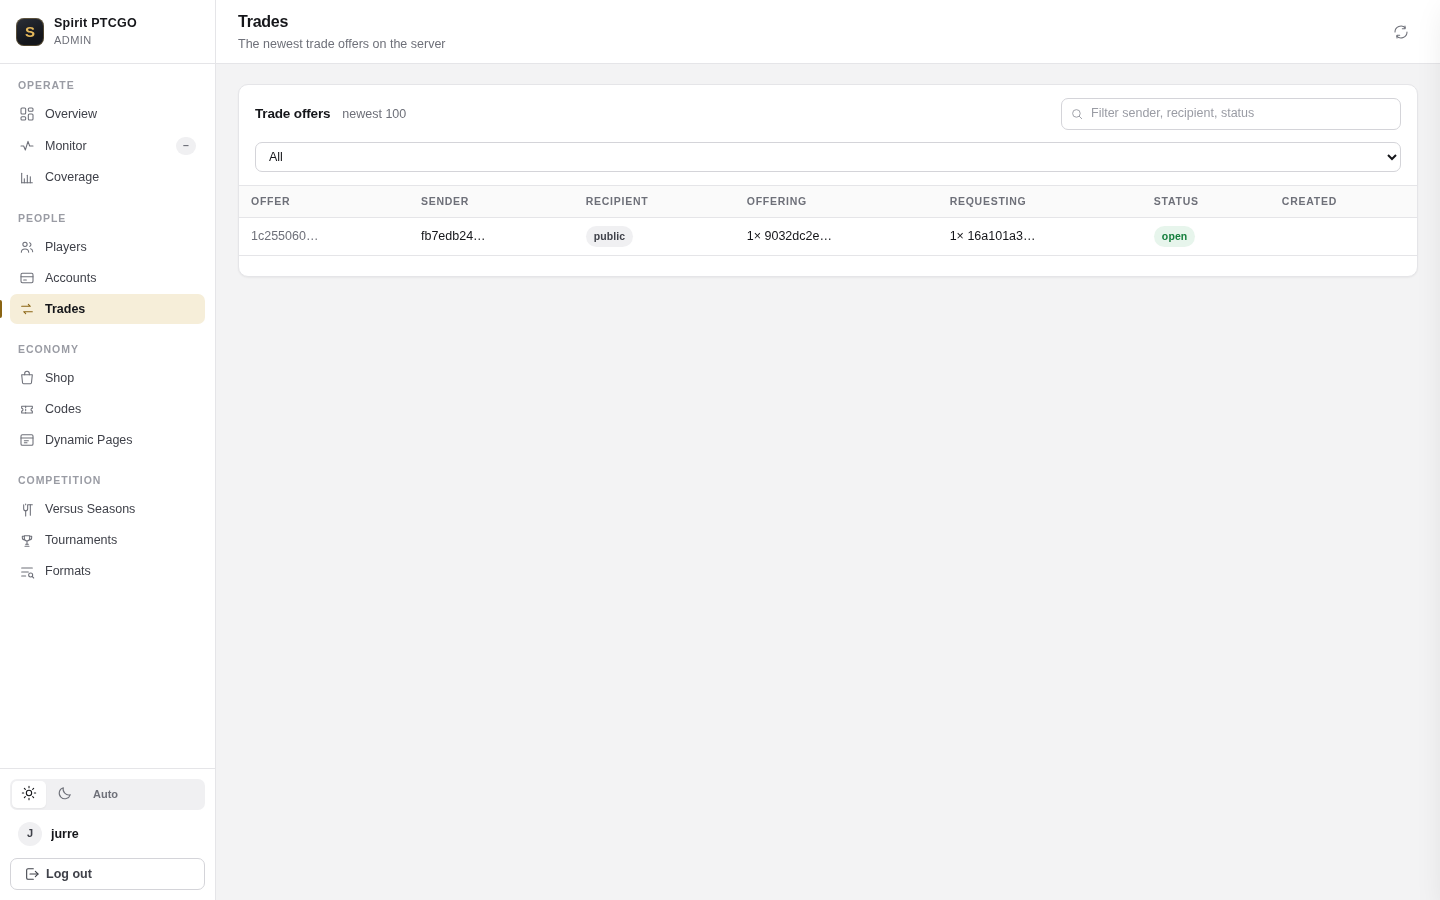 S
Spirit PTCGO
ADMIN
OPERATE
Overview
Monitor
–
Coverage
PEOPLE
Players
Accounts
Trades
ECONOMY
Shop
Codes
Dynamic Pages
COMPETITION
Versus Seasons
Tournaments
Formats
Auto
J
jurre
Log out
Trades
The newest trade offers on the server
Trade offers newest 100
Filter sender, recipient, status
All
OFFER SENDER RECIPIENT OFFERING REQUESTING STATUS CREATED
1c255060… fb7edb24… public 1× 9032dc2e… 1× 16a101a3… open